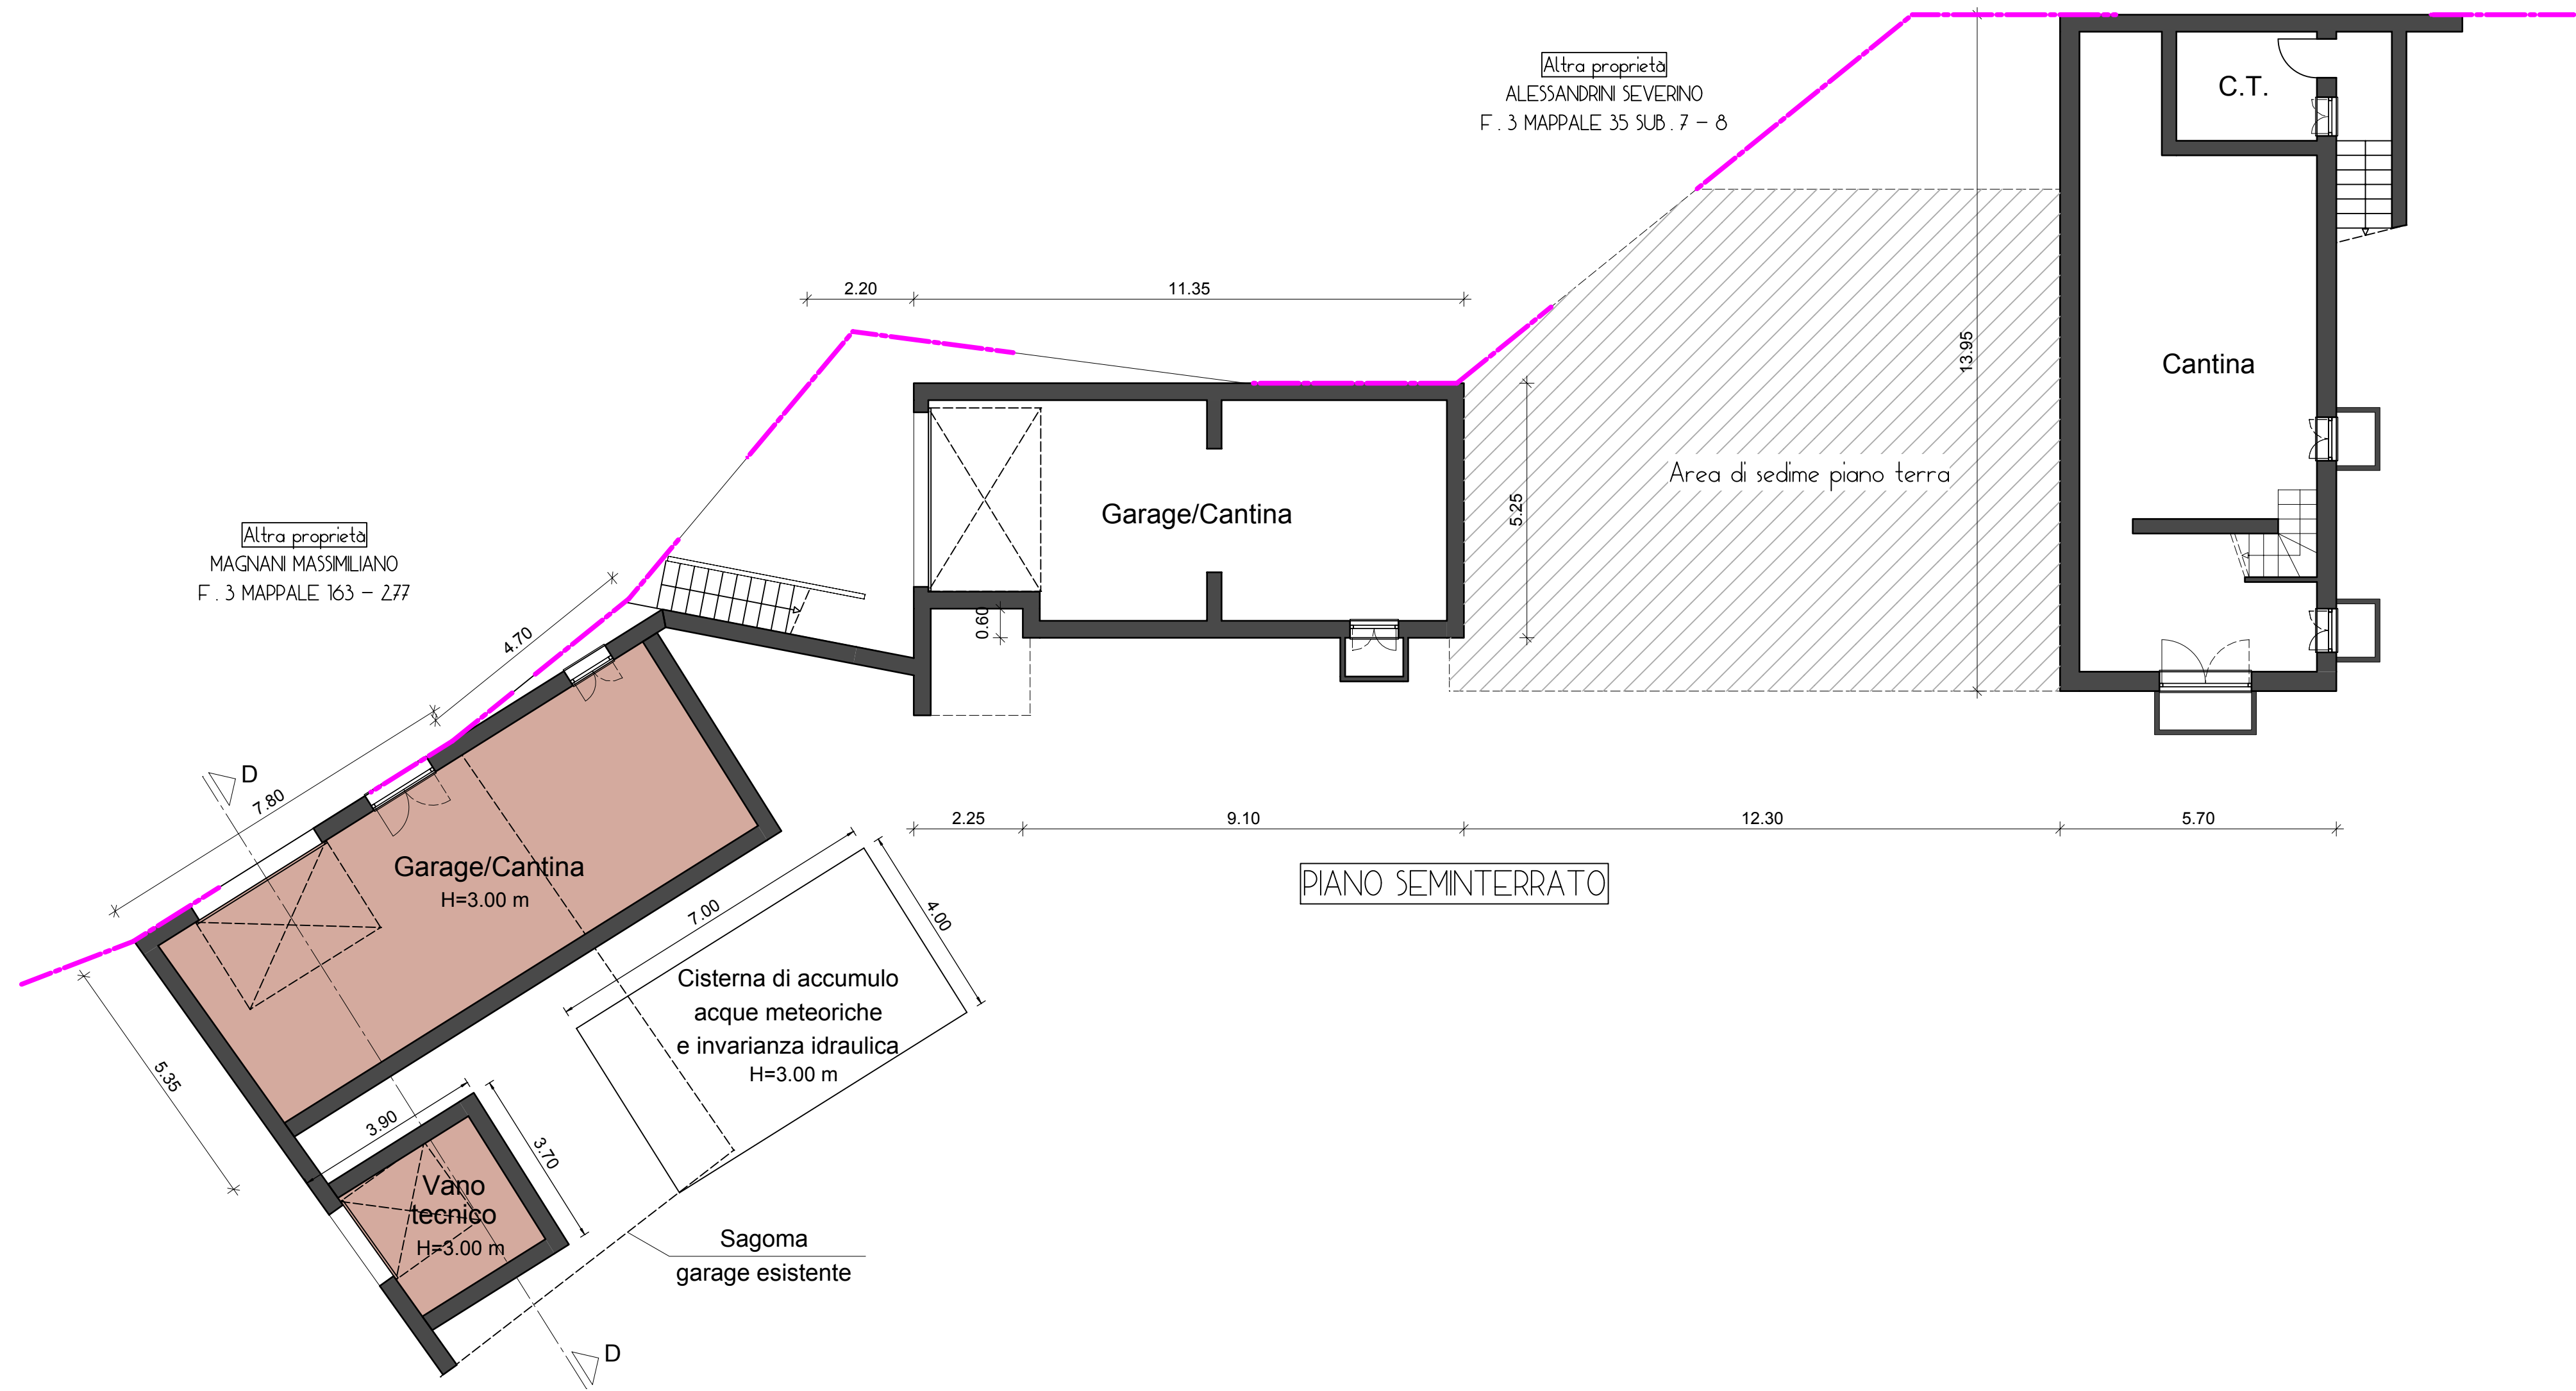 Altra proprietà
ALESSANDRINI SEVERINO
F. 3 MAPPALE 35 SUB. 7 - 8
C.T.
2.20
11.35
13.95
Cantina
5.25
Area di sedime piano terra
Garage/Cantina
0.60
Altra proprietà
MAGNANI MASSIMILIANO
F. 3 MAPPALE 163 - 277
4.70
7.80
D
2.25
9.10
12.30
5.70
PIANO SEMINTERRATO
Garage/Cantina
H=3.00 m
7.00
4.00
Cisterna di accumulo
acque meteoriche
e invarianza idraulica
H=3.00 m
5.35
3.90
3.70
Vano
tecnico
H=3.00 m
Sagoma
garage esistente
D